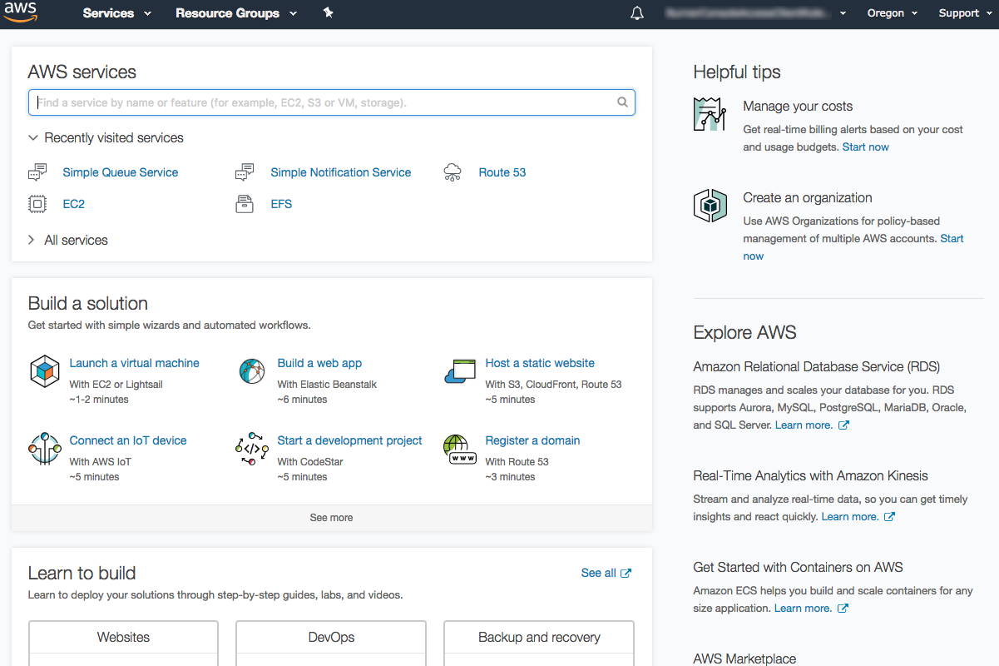 aws
Services
Resource Groups
Oregon
Support
AWS services
Find a service by name or feature (for example, EC2, S3 or VM, storage).
Recently visited services
Simple Queue Service
Simple Notification Service
Route 53
EC2
EFS
All services
Build a solution
Get started with simple wizards and automated workflows.
Launch a virtual machine
With EC2 or Lightsail
~1-2 minutes
Build a web app
With Elastic Beanstalk
~6 minutes
Host a static website
With S3, CloudFront, Route 53
~5 minutes
Connect an IoT device
With AWS IoT
~5 minutes
Start a development project
With CodeStar
~5 minutes
www
Register a domain
With Route 53
~3 minutes
See more
Learn to build
See all
Learn to deploy your solutions through step-by-step guides, labs, and videos.
Websites
DevOps
Backup and recovery
Helpful tips
Manage your costs
Get real-time billing alerts based on your cost
and usage budgets. Start now
Create an organization
Use AWS Organizations for policy-based
management of multiple AWS accounts. Start
now
Explore AWS
Amazon Relational Database Service (RDS)
RDS manages and scales your database for you. RDS
supports Aurora, MySQL, PostgreSQL, MariaDB, Oracle,
and SQL Server. Learn more.
Real-Time Analytics with Amazon Kinesis
Stream and analyze real-time data, so you can get timely
insights and react quickly. Learn more.
Get Started with Containers on AWS
Amazon ECS helps you build and scale containers for any
size application. Learn more.
AWS Marketplace